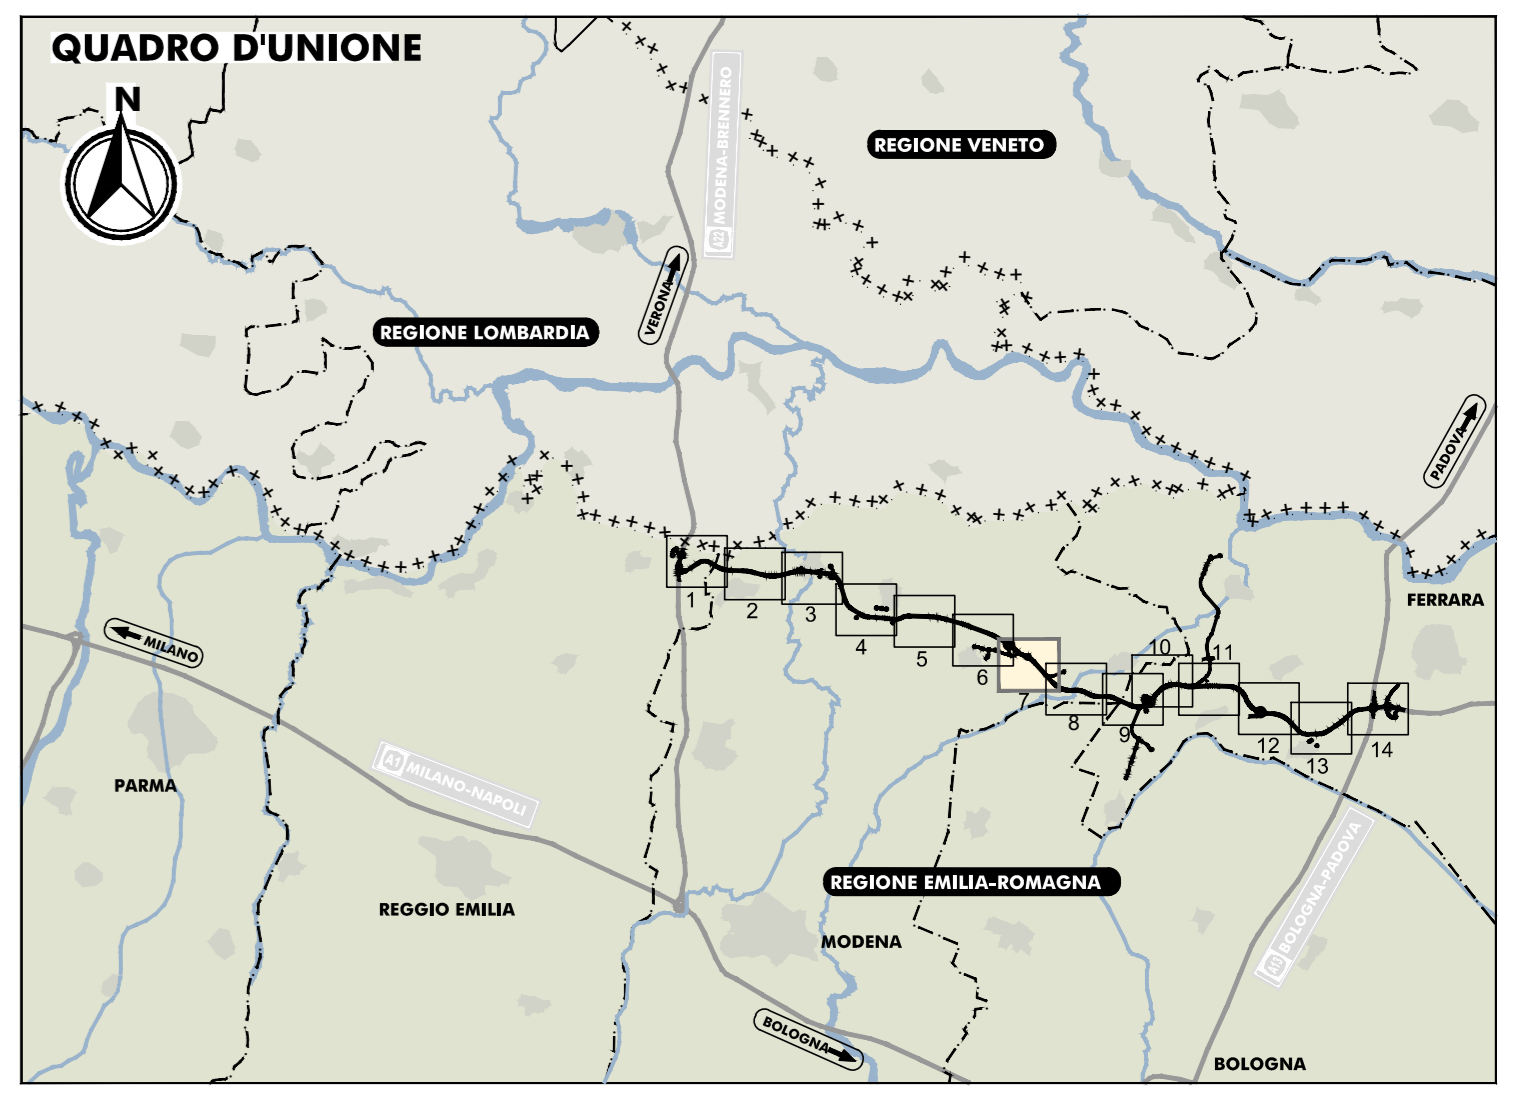 QUADRO D'UNIONE
N
A22 MODENA-BRENNERO
REGIONE VENETO
VERONA
REGIONE LOMBARDIA
PADOVA
FERRARA
MILANO
1
2
3
4
5
6
7
8
9
10
11
12
13
14
PARMA
A1 MILANO-NAPOLI
REGGIO EMILIA
REGIONE EMILIA-ROMAGNA
MODENA
A13 BOLOGNA-PADOVA
BOLOGNA
BOLOGNA